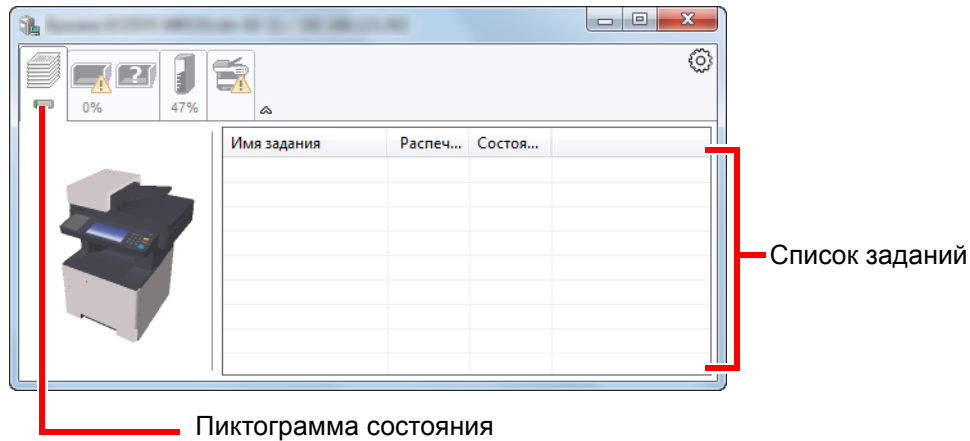 0%
47%
Имя задания Распеч... Состоя...
Список заданий
Пиктограмма состояния